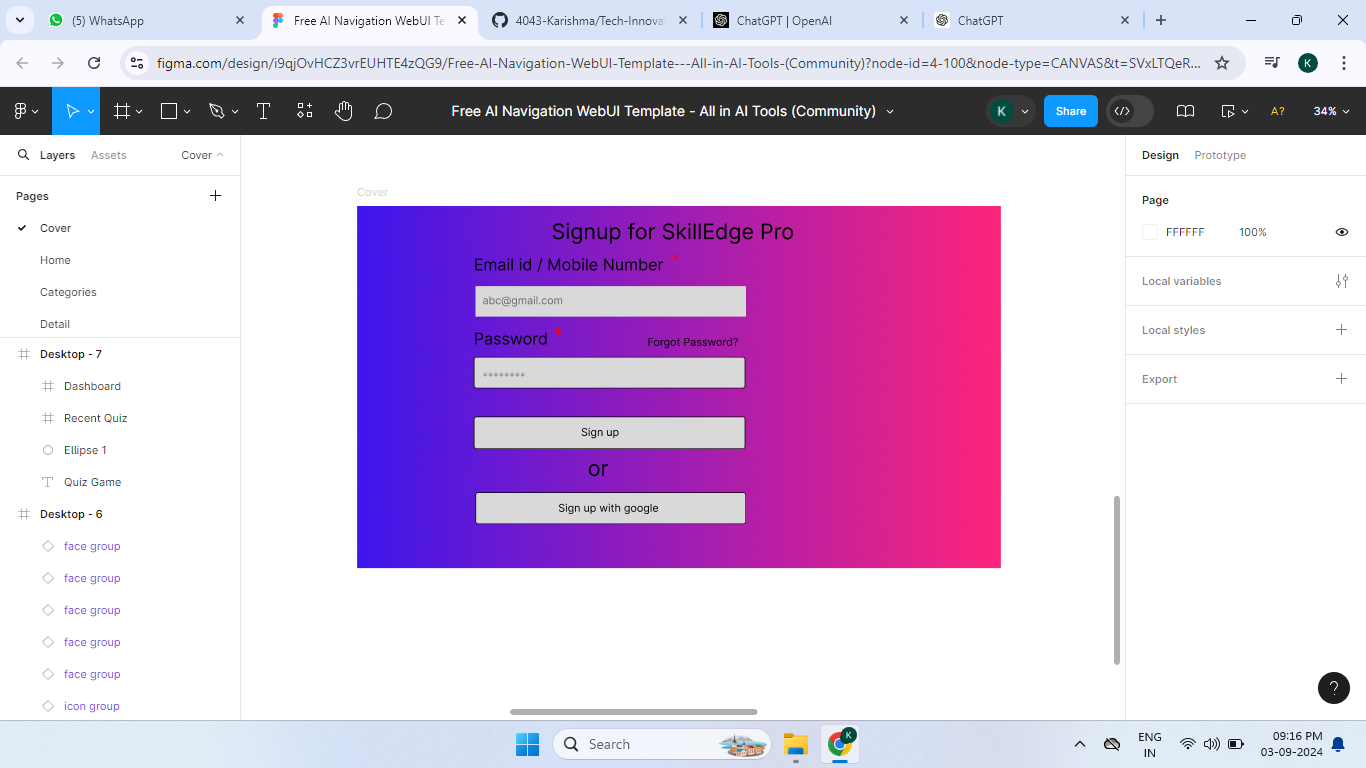 (5) WhatsApp
Free AI Navigation WebUI Te
4043-Karishma/Tech-Innova
ChatGPT | OpenAI
ChatGPT
figma.com/design/i9qjOvHCZ3vrEUHTE4zQG9/Free-AI-Navigation-WebUI-Template---All-in-AI-Tools-(Community)?node-id=4-100&node-type=CANVAS&t=SVxLTQeR...
K
Free AI Navigation WebUI Template - All in AI Tools (Community)
K
Share
A?
34%
Layers
Assets
Cover
Design
Prototype
Pages
Cover
Home
Categories
Detail
Desktop - 7
Dashboard
Recent Quiz
Ellipse 1
Quiz Game
Desktop - 6
face group
face group
face group
face group
face group
icon group
Cover
Signup for SkillEdge Pro
Email id / Mobile Number *
abc@gmail.com
Password *
Forgot Password?
********
Sign up
or
Sign up with google
Page
FFFFFF
100%
Local variables
Local styles
Export
?
Search
K
ENG
IN
09:16 PM
03-09-2024